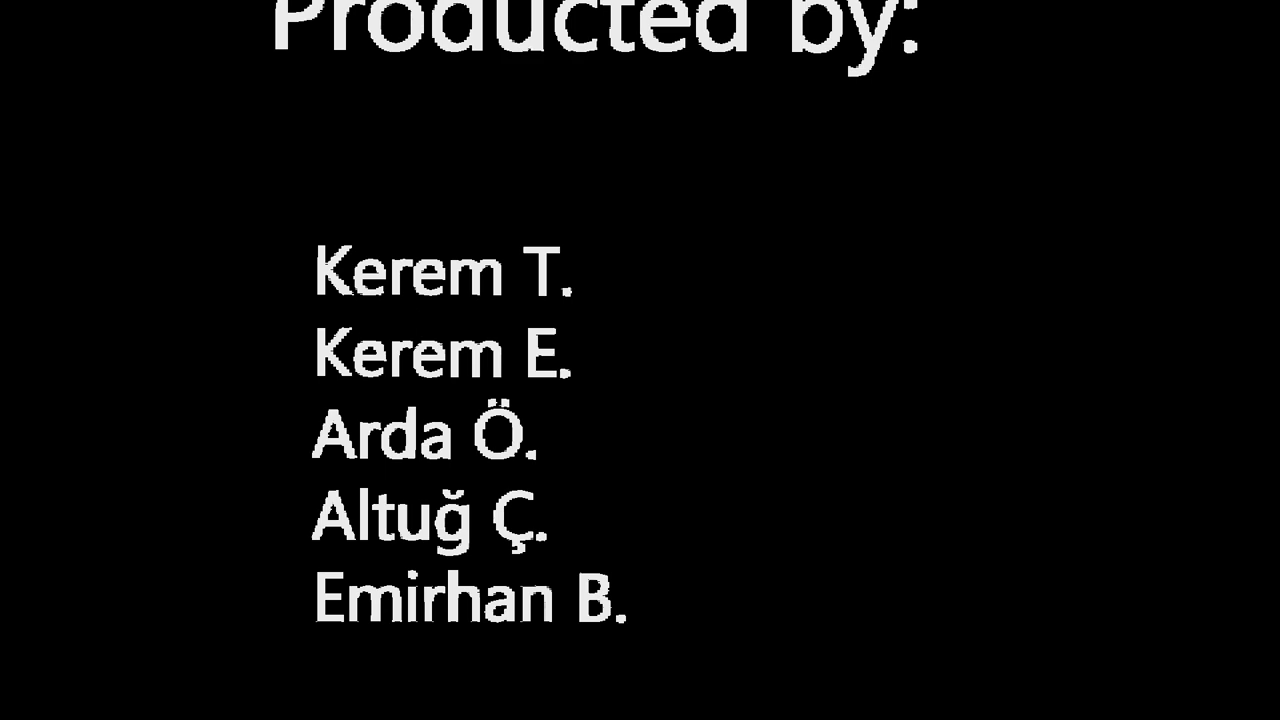 Producted by:
Kerem T.
Kerem E.
Arda Ö.
Altuğ Ç.
Emirhan B.